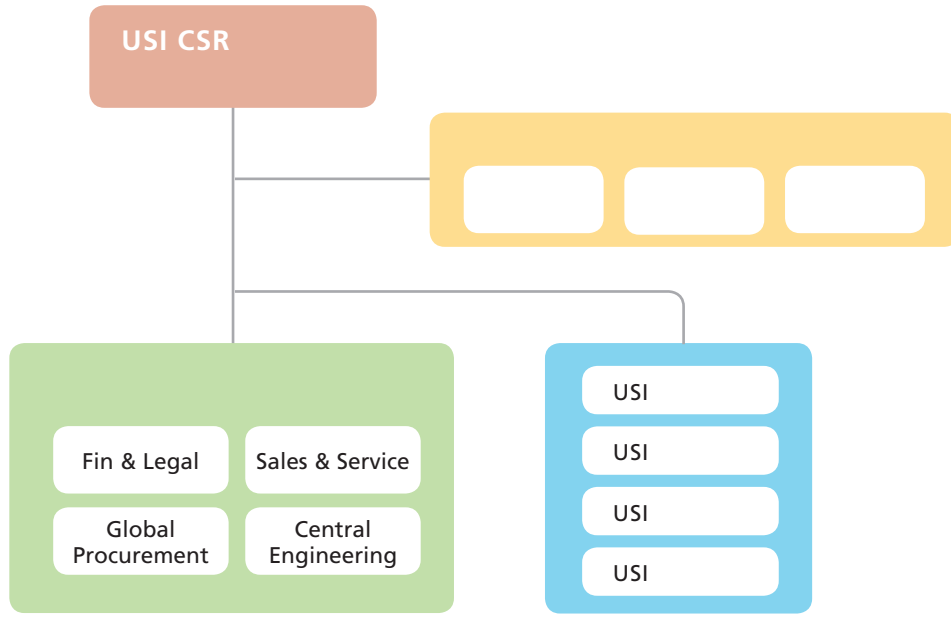 USI CSR
Fin & Legal
Sales & Service
Global
Procurement
Central
Engineering
USI
USI
USI
USI